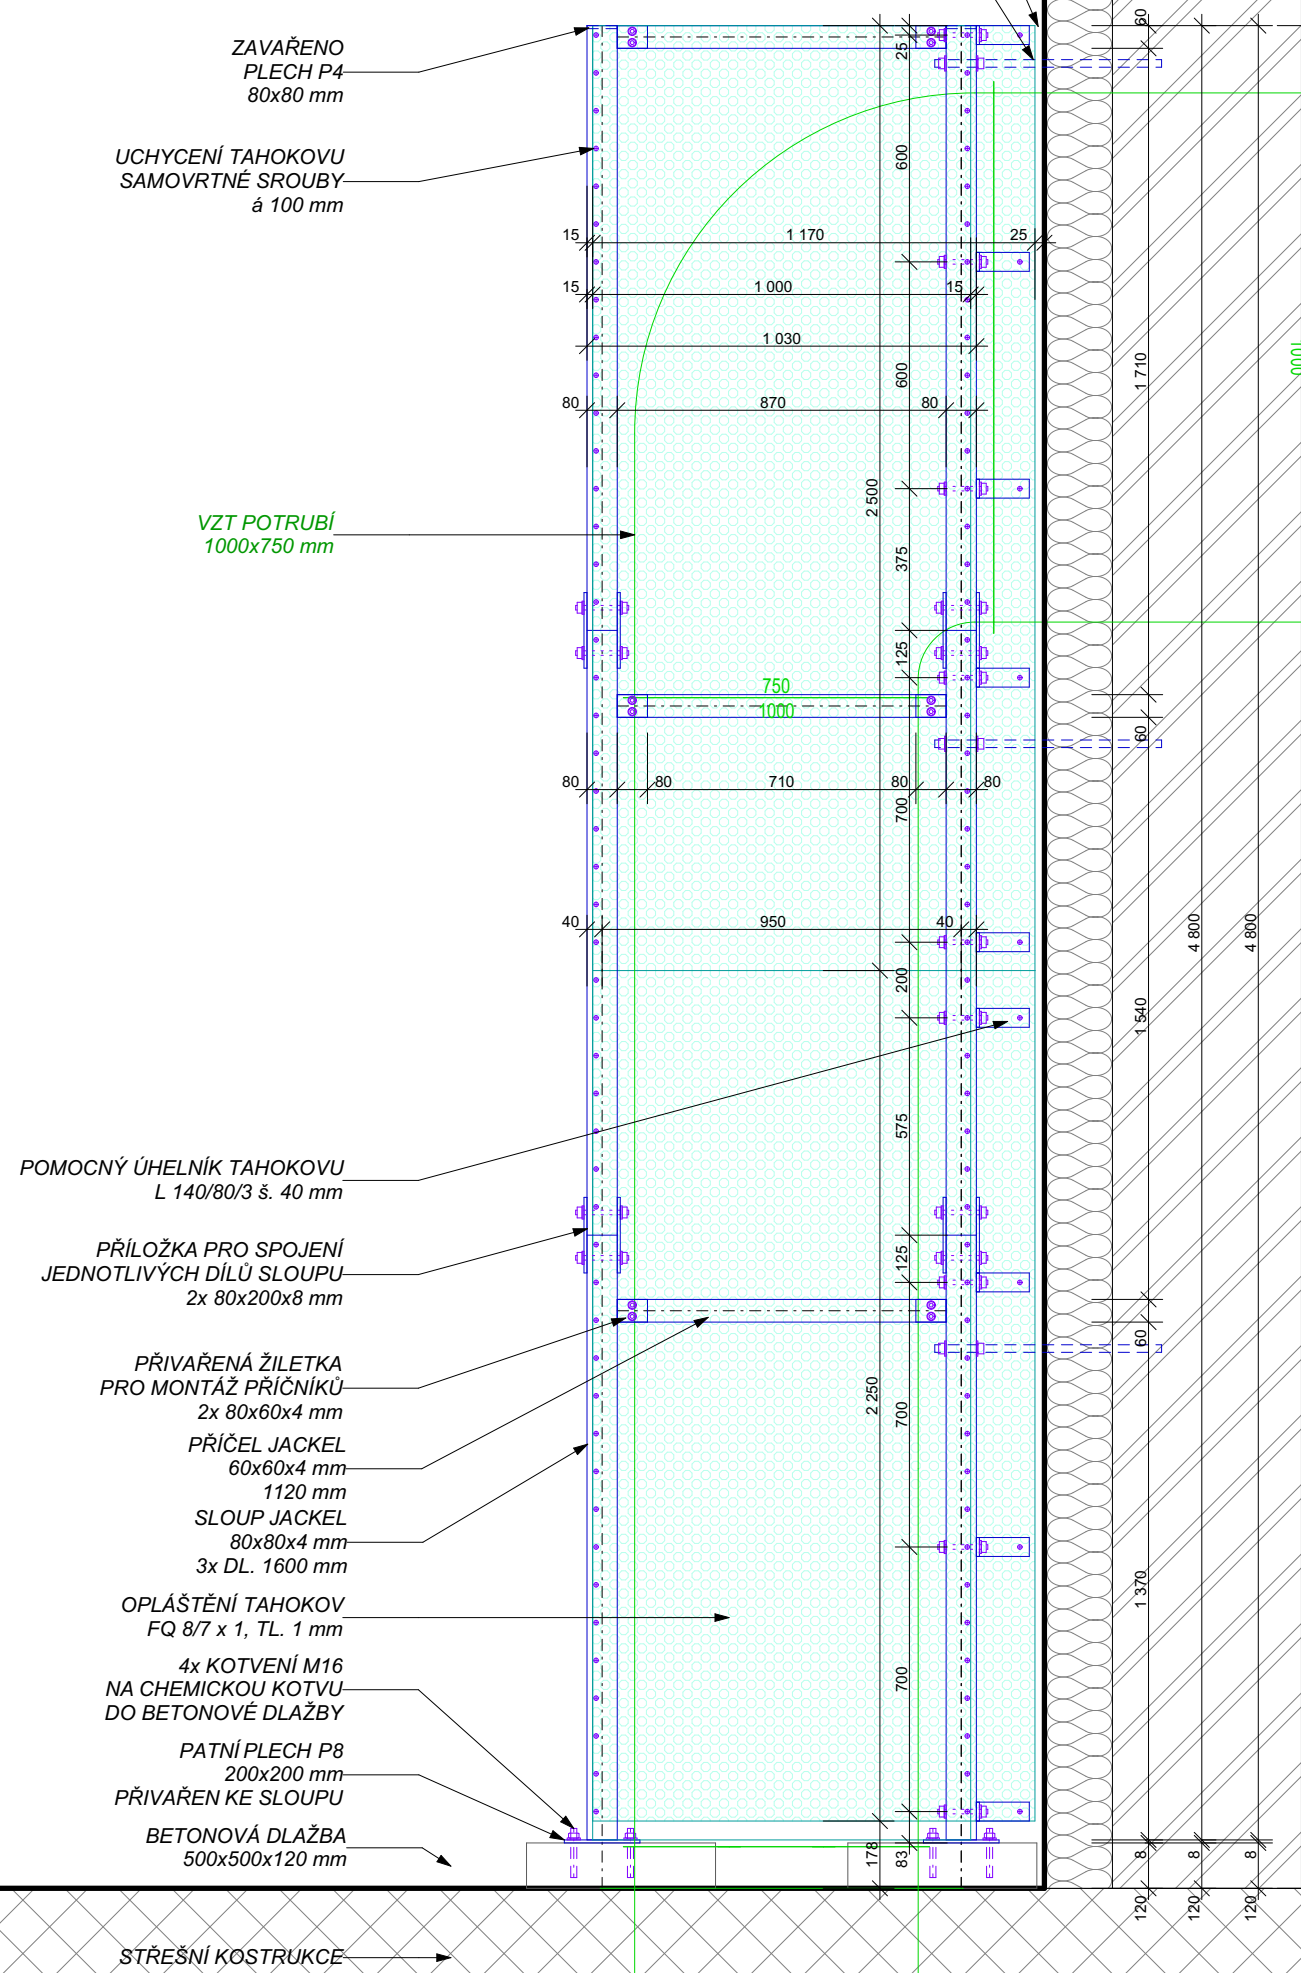 ZAVAŘENO
PLECH P4
80x80 mm
UCHYCENÍ TAHOKOVU
SAMOVRTNÉ SROUBY
á 100 mm
VZT POTRUBÍ
1000x750 mm
POMOCNÝ ÚHELNÍK TAHOKOVU
L 140/80/3 š. 40 mm
PŘÍLOŽKA PRO SPOJENÍ
JEDNOTLIVÝCH DÍLŮ SLOUPU
2x 80x200x8 mm
PŘIVAŘENÁ ŽILETKA
PRO MONTÁŽ PŘÍČNÍKŮ
2x 80x60x4 mm
PŘÍČEL JACKEL
60x60x4 mm
1120 mm
SLOUP JACKEL
80x80x4 mm
3x DL. 1600 mm
OPLÁŠTĚNÍ TAHOKOV
FQ 8/7 x 1, TL. 1 mm
4x KOTVENÍ M16
NA CHEMICKOU KOTVU
DO BETONOVÉ DLAŽBY
PATNÍ PLECH P8
200x200 mm
PŘIVAŘEN KE SLOUPU
BETONOVÁ DLAŽBA
500x500x120 mm
STŘEŠNÍ KOSTRUKCE
15 1 170 25
15 1 000 15
1 030
80 870 80
750
1000
80 80 710 80 80
40 950 40
2 500
2 250
178
25
600
600
375
125
700
200
575
125
700
700
83
60
1 710
60
1 540
60
1 370
8
120
4 800
8
120
4 800
8
120
1000